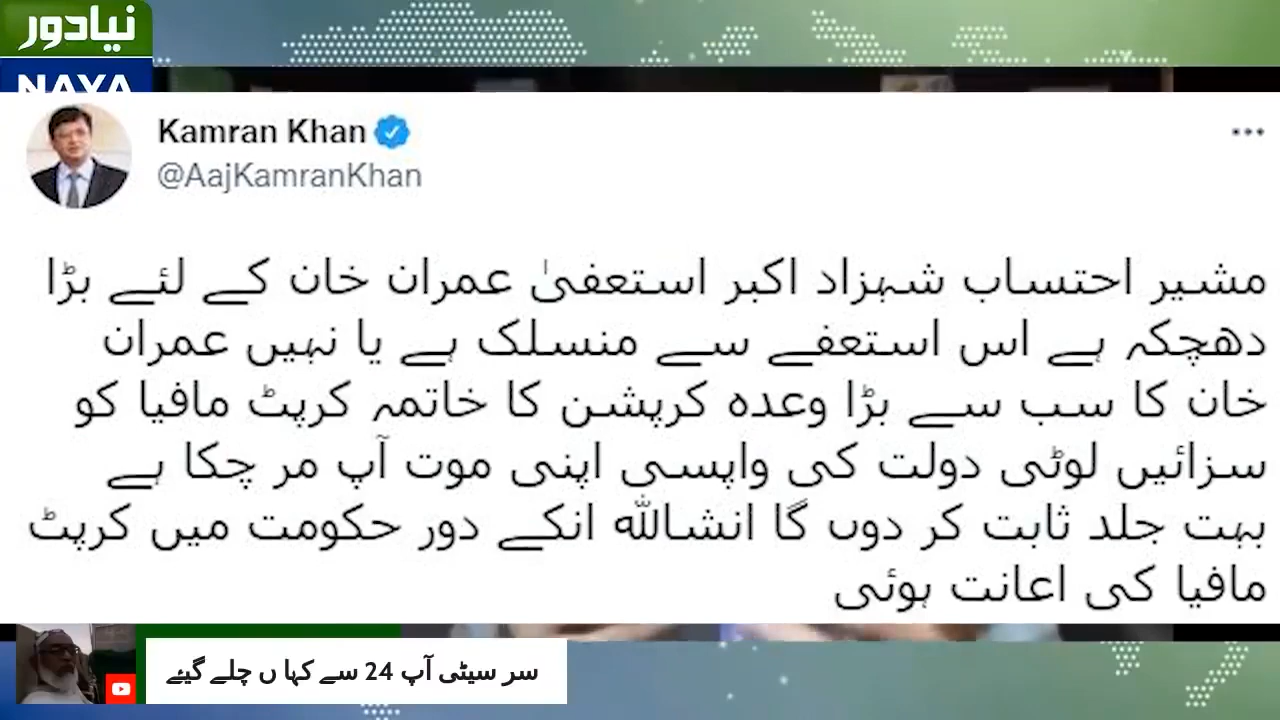 نیادور
NAYA
Kamran Khan
@AajKamranKhan
مشیر احتساب شہزاد اکبر استعفیٰ عمران خان کے لئے بڑا
دھچکہ ہے اس استعفے سے منسلک ہے یا نہیں عمران
خان کا سب سے بڑا وعدہ کرپشن کا خاتمہ کرپٹ مافیا کو
سزائیں لوٹی دولت کی واپسی اپنی موت آپ مر چکا ہے
بہت جلد ثابت کر دوں گا انشاللہ انکے دور حکومت میں کرپٹ
مافیا کی اعانت ہوئی
سر سیٹی آپ 24 سے کہا ں چلے گیئے